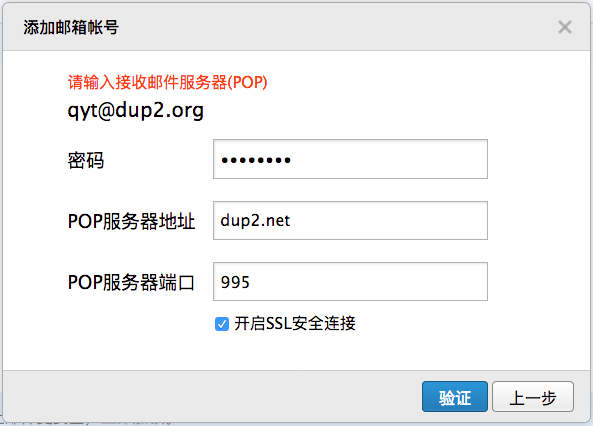 添加邮箱帐号
请输入接收邮件服务器(POP)
qyt@dup2.org
密码
POP服务器地址 dup2.net
POP服务器端口 995
开启SSL安全连接
验证 上一步